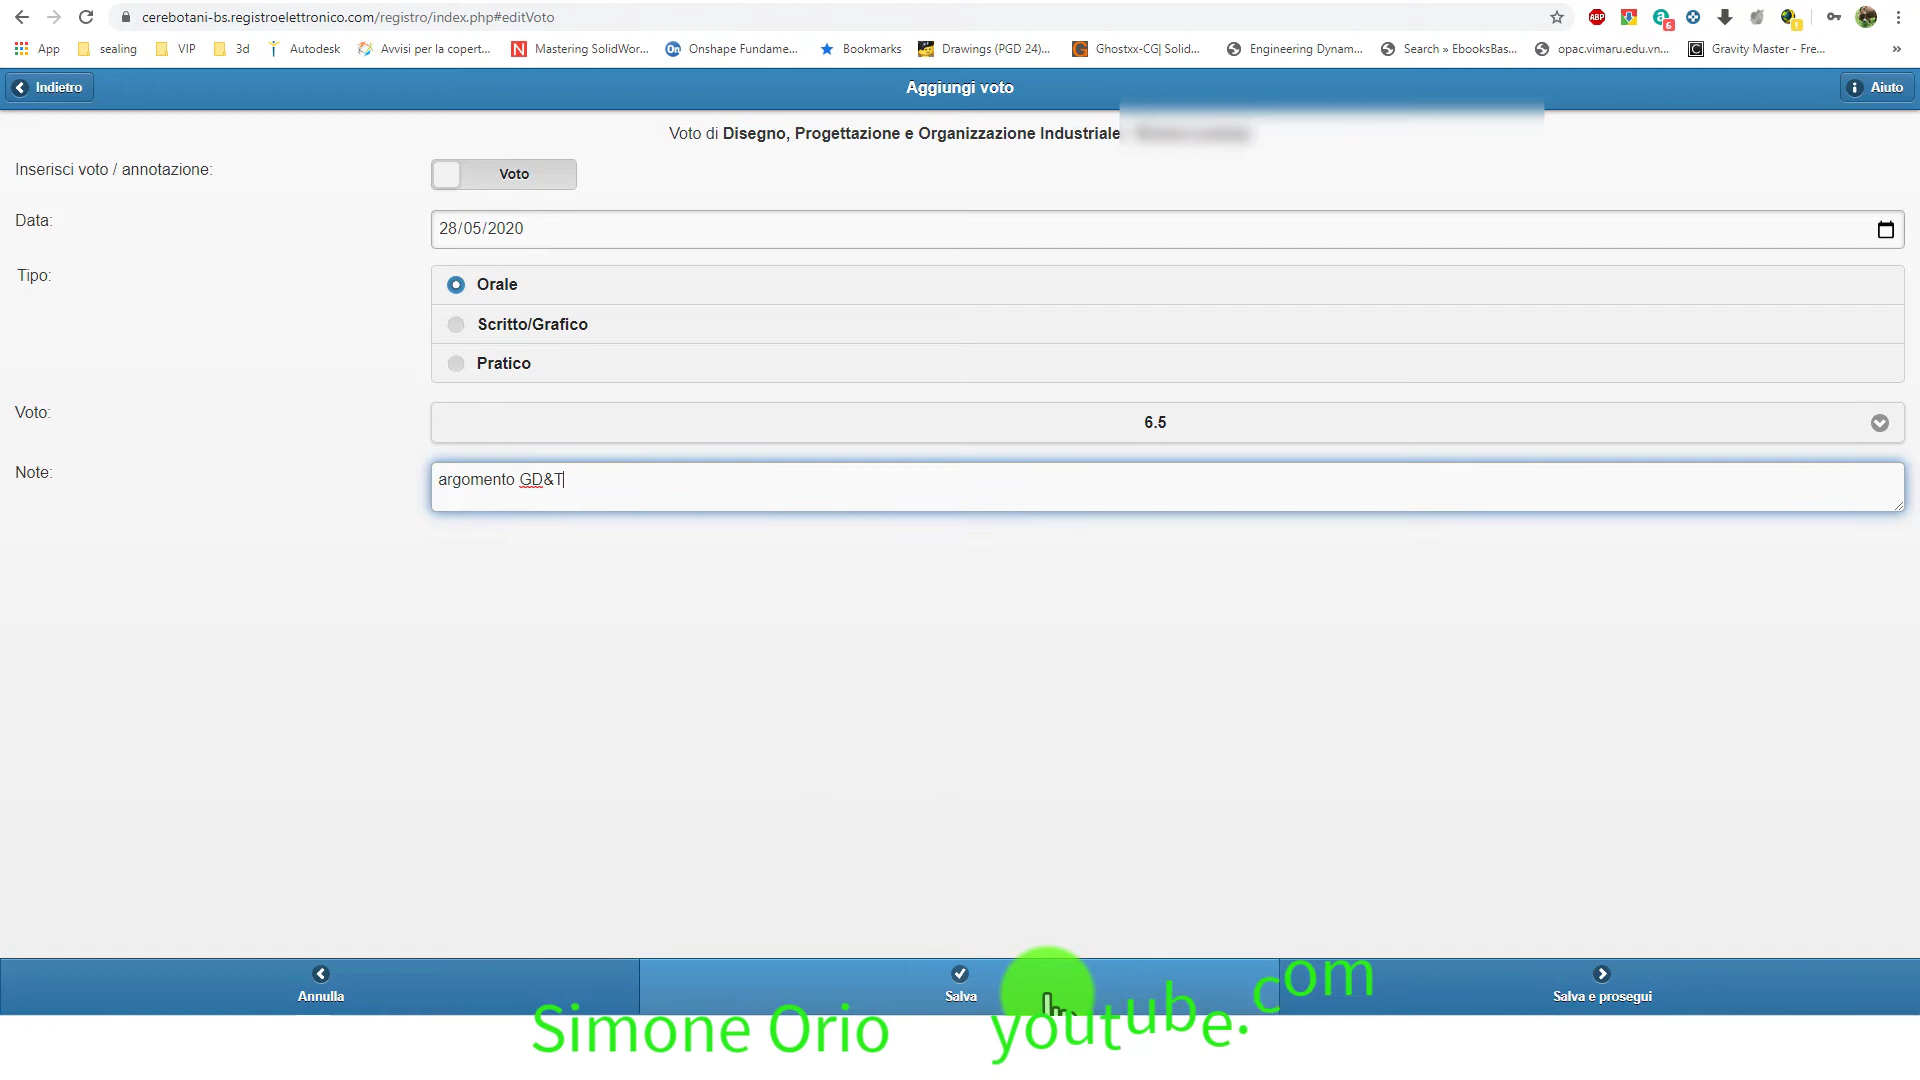 cerebotani-bs.registroelettronico.com/registro/index.php#editVoto
App sealing VIP 3d Autodesk Avvisi per la copert... Mastering SolidWor... Onshape Fundame... Bookmarks Drawings (PGD 24)... Ghostxx-CG| Solid... Engineering Dynam... Search » EbooksBas... opac.vimaru.edu.vn... Gravity Master - Fre... »
Indietro Aggiungi voto Aiuto
Voto di Disegno, Progettazione e Organizzazione Industriale
Inserisci voto / annotazione: Voto
Data: 28/05/2020
Tipo: Orale
Scritto/Grafico
Pratico
Voto: 6.5
Note: argomento GD&T
Annulla Salva Salva e prosegui
Simone Orio youtube.com